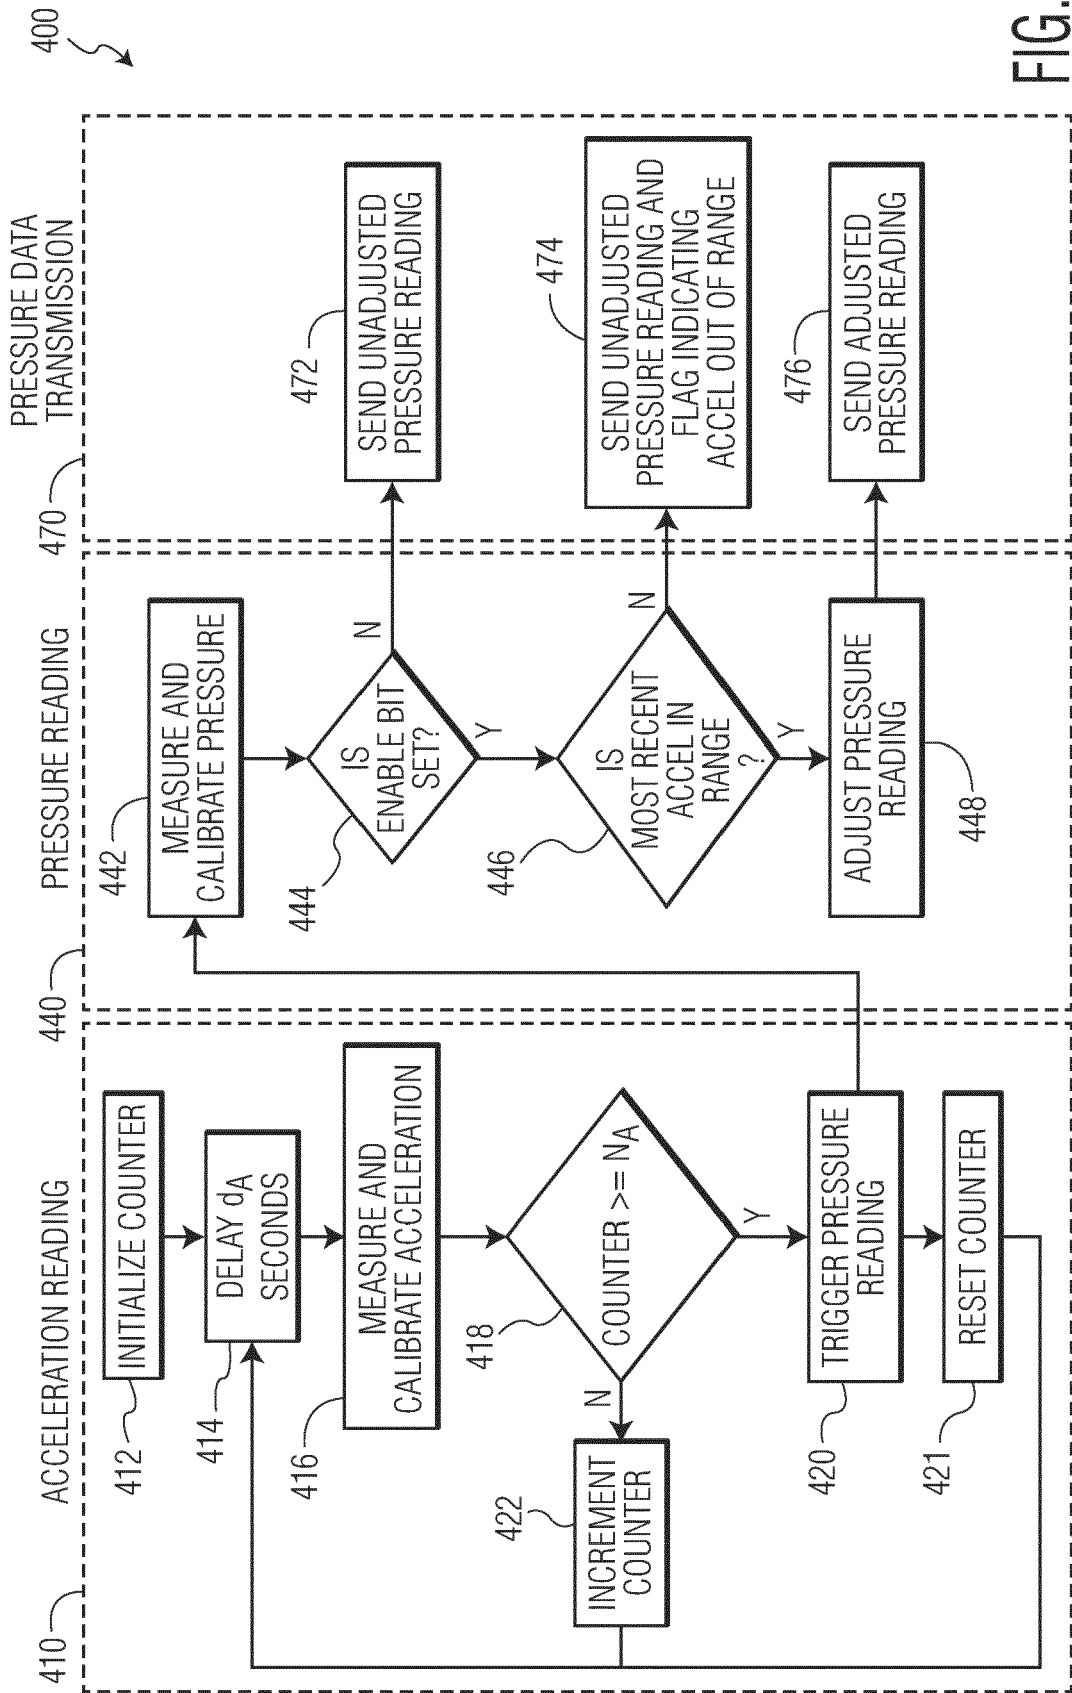 400
ACCELERATION READING
410
INITIALIZE COUNTER
412
DELAY dA
SECONDS
414
MEASURE AND
CALIBRATE ACCELERATION
416
COUNTER >= NA
418
N
Y
INCREMENT
COUNTER
422
TRIGGER PRESSURE
READING
420
RESET COUNTER
421
PRESSURE READING
440
MEASURE AND
CALIBRATE PRESSURE
442
IS
ENABLE BIT
SET?
444
N
Y
IS
MOST RECENT
ACCEL IN
RANGE
?
446
N
Y
ADJUST PRESSURE
READING
448
PRESSURE DATA
TRANSMISSION
470
SEND UNADJUSTED
PRESSURE READING
472
SEND UNADJUSTED
PRESSURE READING AND
FLAG INDICATING
ACCEL OUT OF RANGE
474
SEND ADJUSTED
PRESSURE READING
476
FIG.